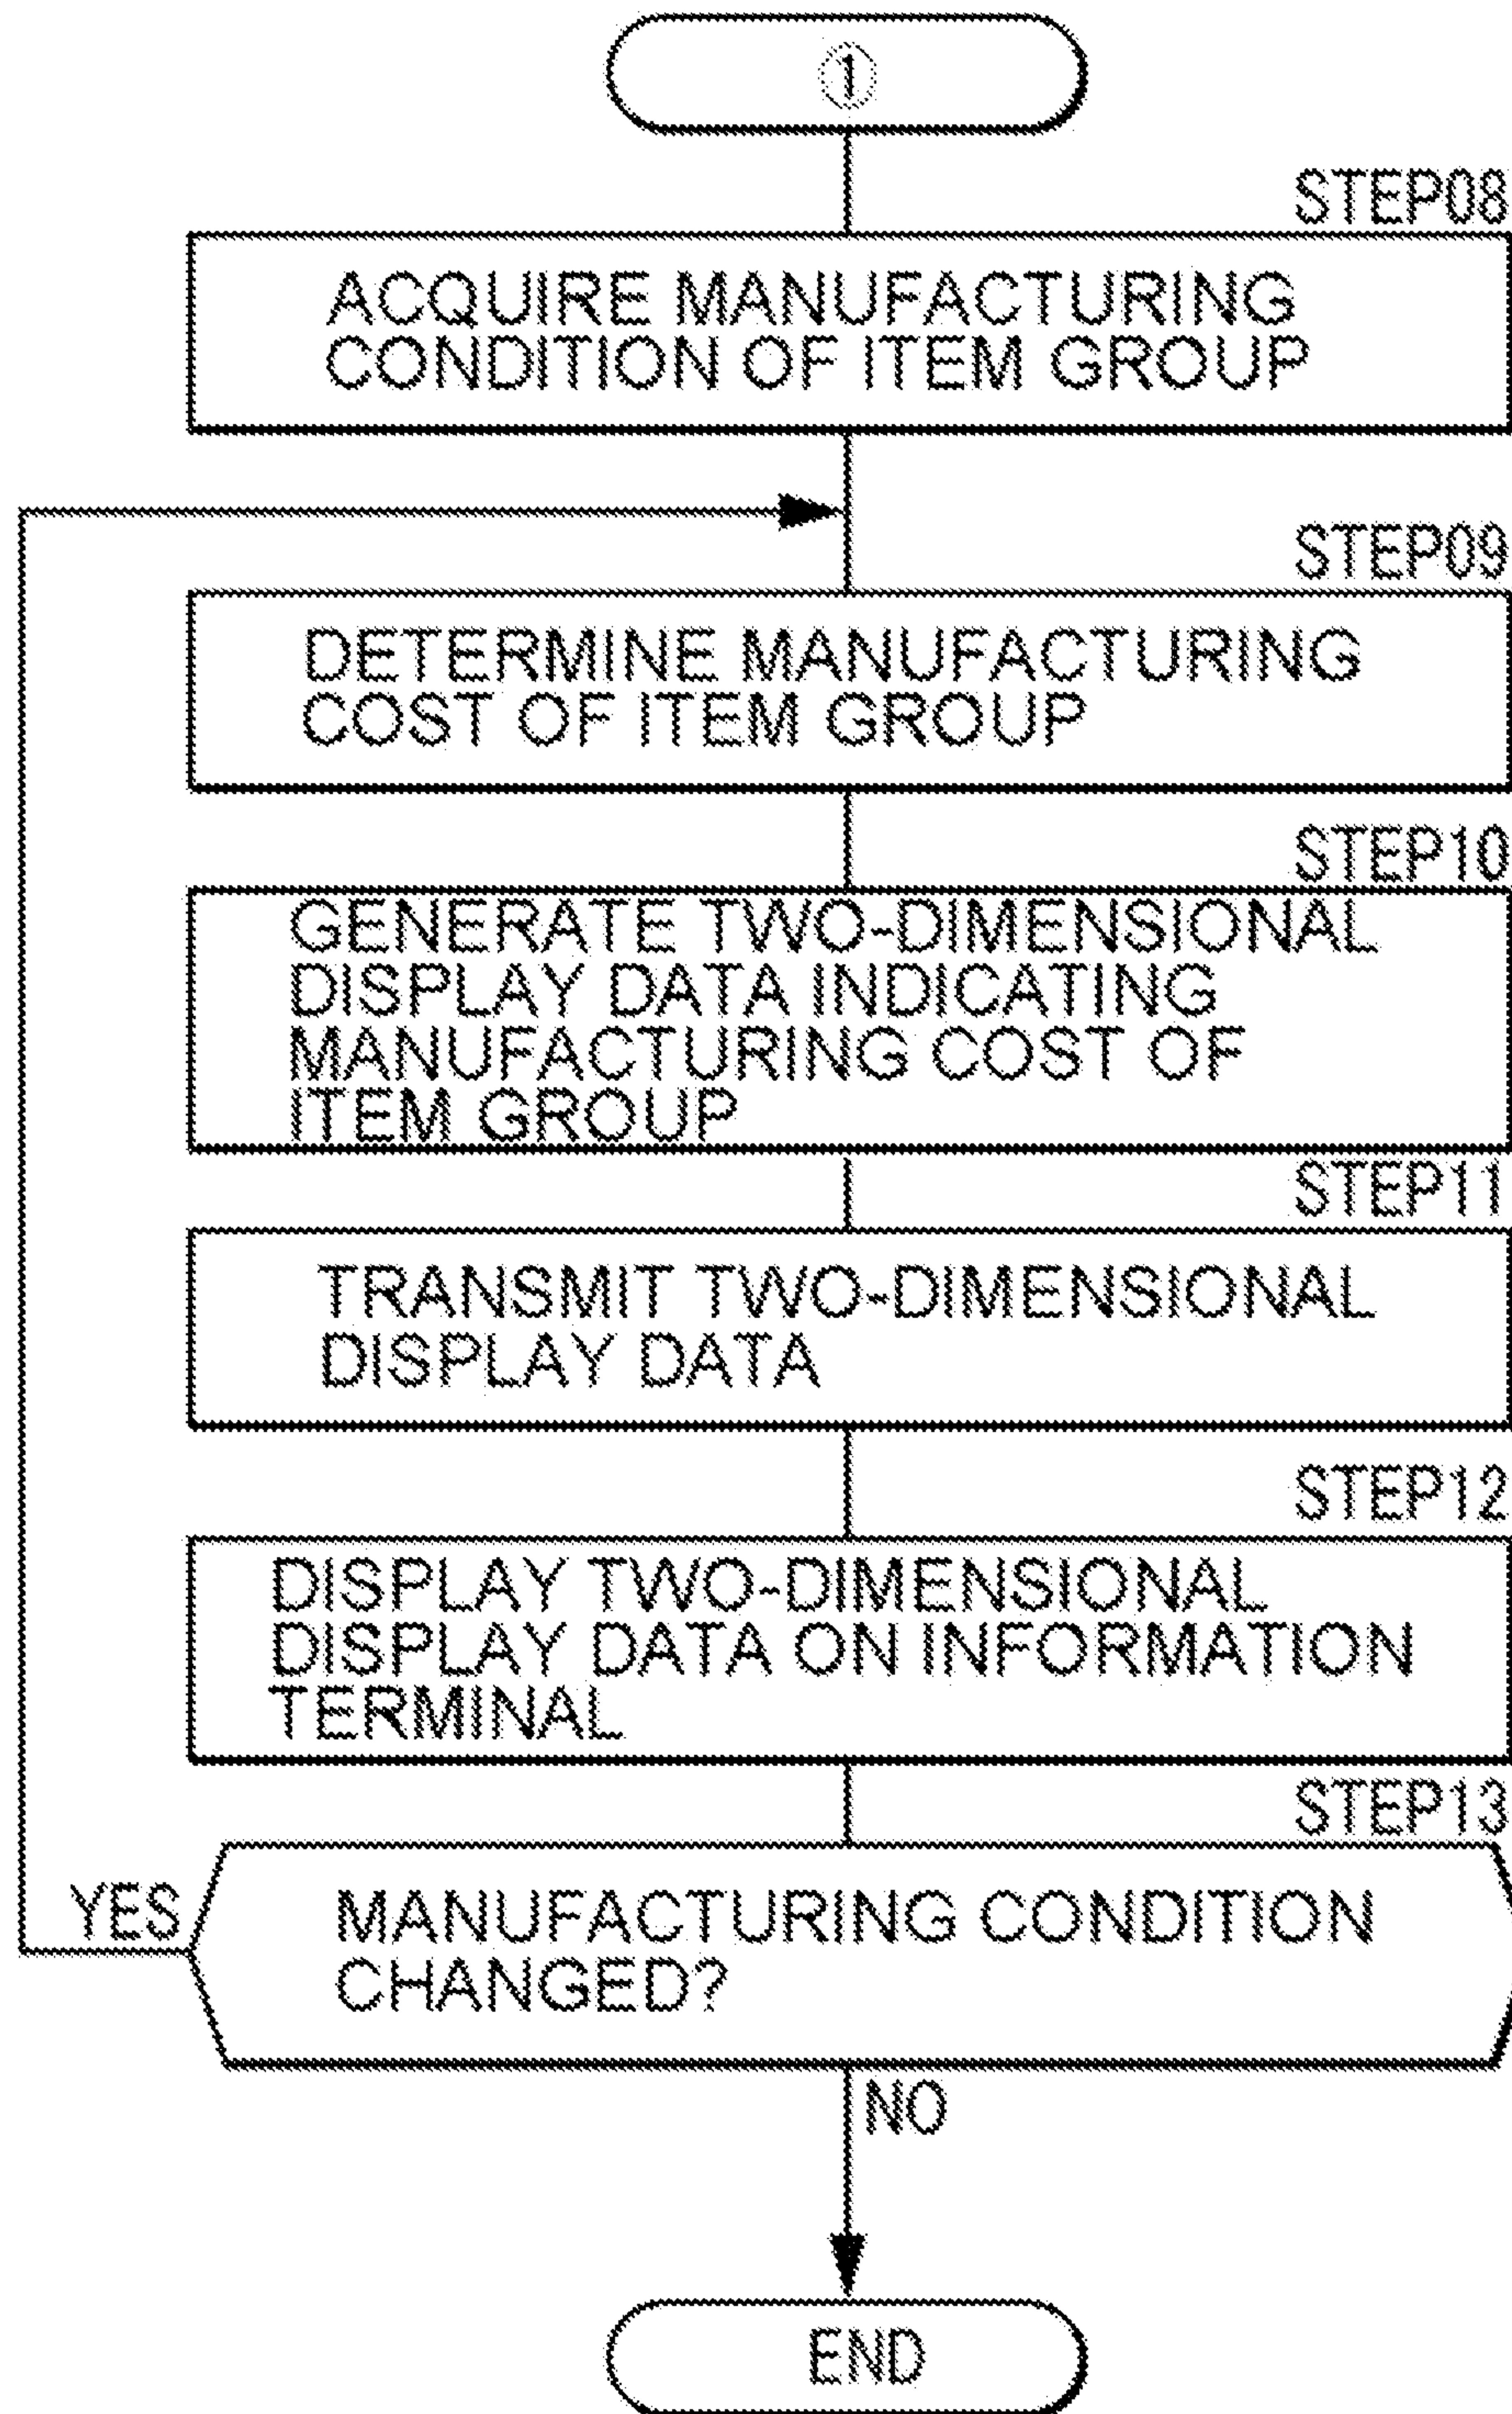 ①
STEP08
ACQUIRE MANUFACTURING
CONDITION OF ITEM GROUP
STEP09
DETERMINE MANUFACTURING
COST OF ITEM GROUP
STEP10
GENERATE TWO-DIMENSIONAL
DISPLAY DATA INDICATING
MANUFACTURING COST OF
ITEM GROUP
STEP11
TRANSMIT TWO-DIMENSIONAL
DISPLAY DATA
STEP12
DISPLAY TWO-DIMENSIONAL
DISPLAY DATA ON INFORMATION
TERMINAL
STEP13
YES
MANUFACTURING CONDITION
CHANGED?
NO
END